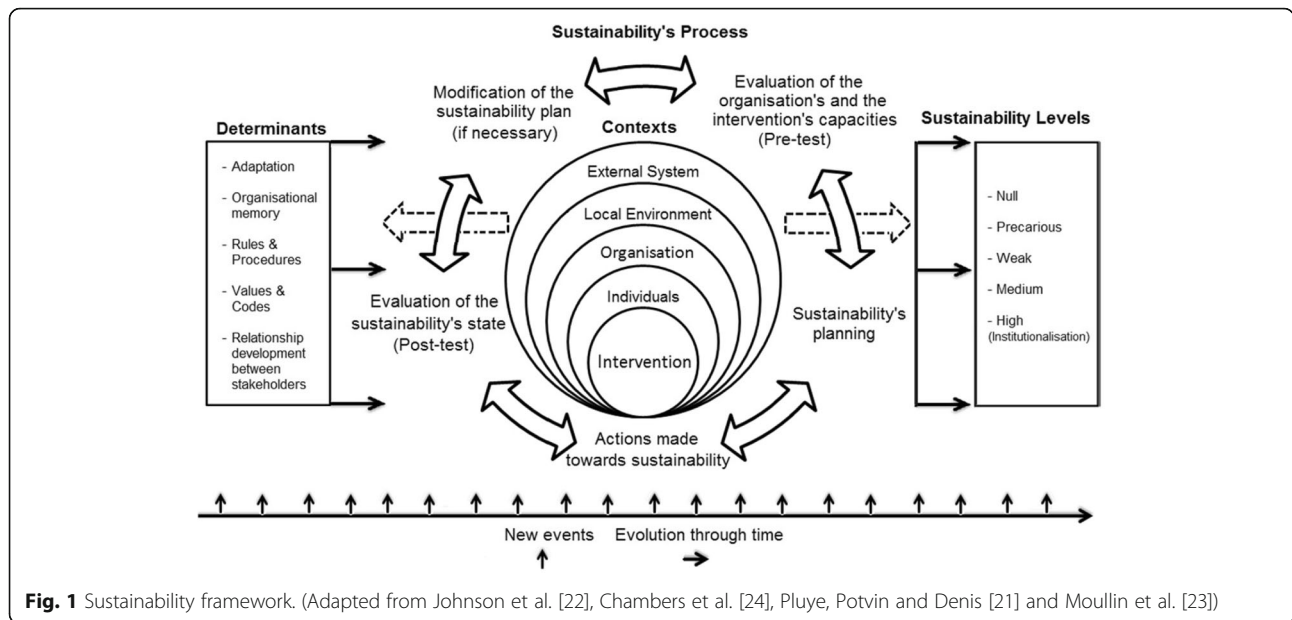 Sustainability's Process
Modification of the
sustainability plan
(if necessary)
Evaluation of the
organisation's and the
intervention's capacities
(Pre-test)
Determants
- Adaptation
- Organisational
memory
- Rules &
Procedures
- Values &
Codes
- Relationship
development
between
stakeholders
Contexts
External System
Local Environment
Organisation
Individuals
Intervention
Sustainability Levels
- Null
- Precarious
- Weak
- Medium
- High
(Institutionalisation)
Evaluation of the
sustainability's state
(Post-test)
Sustainability's
planning
Actions made
towards sustainability
New events
Evolution through time
Fig. 1 Sustainability framework. (Adapted from Johnson et al. [22], Chambers et al. [24], Pluye, Potvin and Denis [21] and Moullin et al. [23])